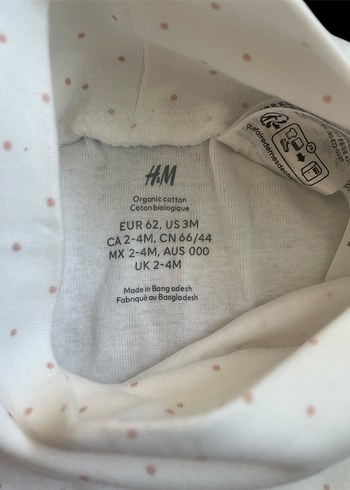 H&M
Organic cotton
Coton biologique
EUR 62, US 3M
CA 2-4M, CN 66/44
MX 2-4M, AUS 000
UK 2-4M
Made in Bangladesh
Fabriqué au Bangladesh